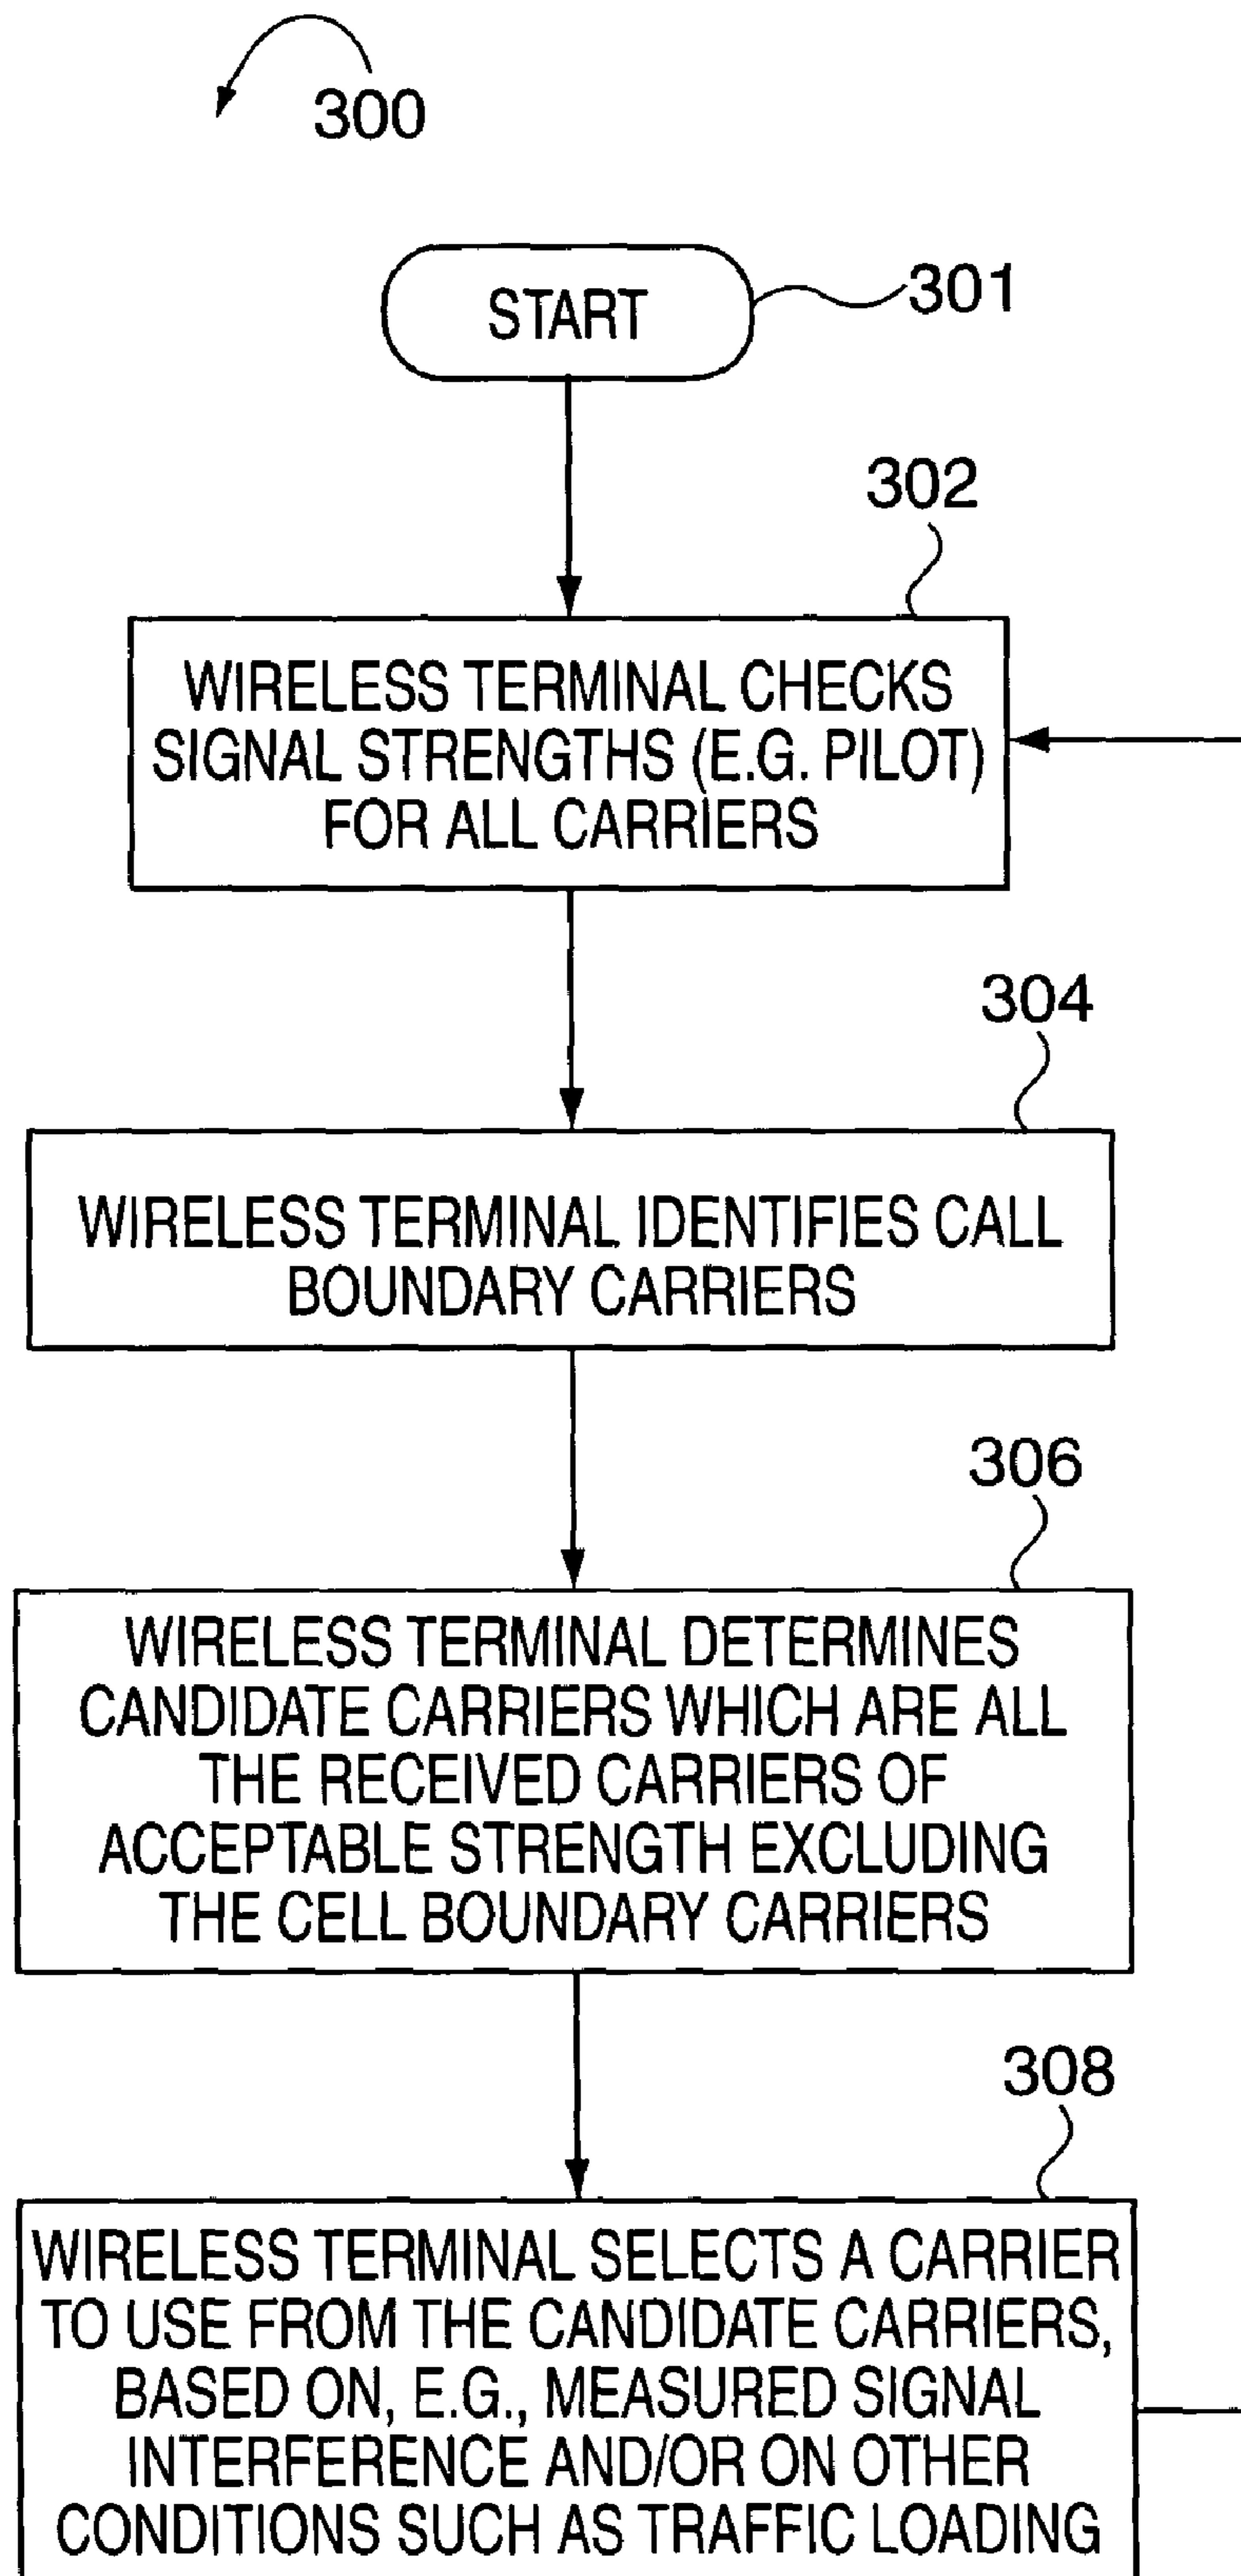 300
START
301
302
WIRELESS TERMINAL CHECKS
SIGNAL STRENGTHS (E.G. PILOT)
FOR ALL CARRIERS
304
WIRELESS TERMINAL IDENTIFIES CALL
BOUNDARY CARRIERS
306
WIRELESS TERMINAL DETERMINES
CANDIDATE CARRIERS WHICH ARE ALL
THE RECEIVED CARRIERS OF
ACCEPTABLE STRENGTH EXCLUDING
THE CELL BOUNDARY CARRIERS
308
WIRELESS TERMINAL SELECTS A CARRIER
TO USE FROM THE CANDIDATE CARRIERS,
BASED ON, E.G., MEASURED SIGNAL
INTERFERENCE AND/OR ON OTHER
CONDITIONS SUCH AS TRAFFIC LOADING